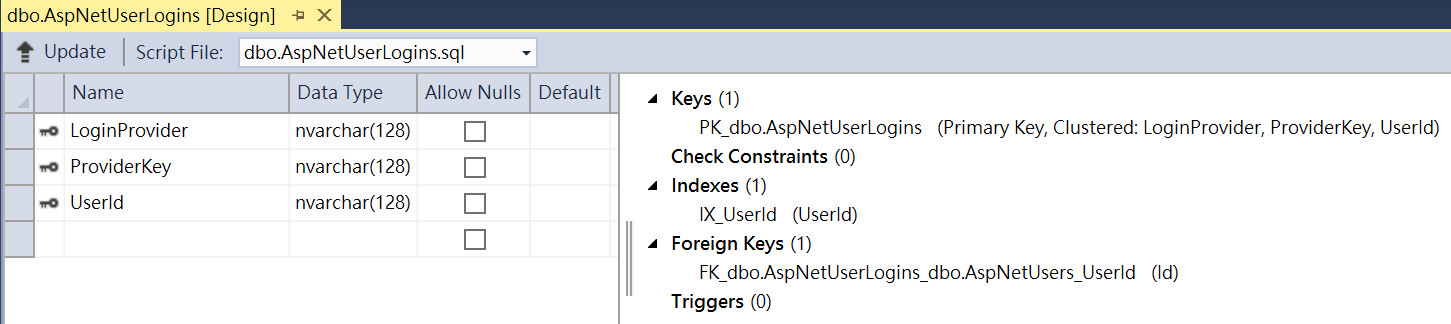 dbo.AspNetUserLogins [Design]
Update Script File: dbo.AspNetUserLogins.sql
Name Data Type Allow Nulls Default
LoginProvider nvarchar(128)
ProviderKey nvarchar(128)
UserId nvarchar(128)
Keys (1)
PK_dbo.AspNetUserLogins (Primary Key, Clustered: LoginProvider, ProviderKey, UserId)
Check Constraints (0)
Indexes (1)
IX_UserId (UserId)
Foreign Keys (1)
FK_dbo.AspNetUserLogins_dbo.AspNetUsers_UserId (Id)
Triggers (0)